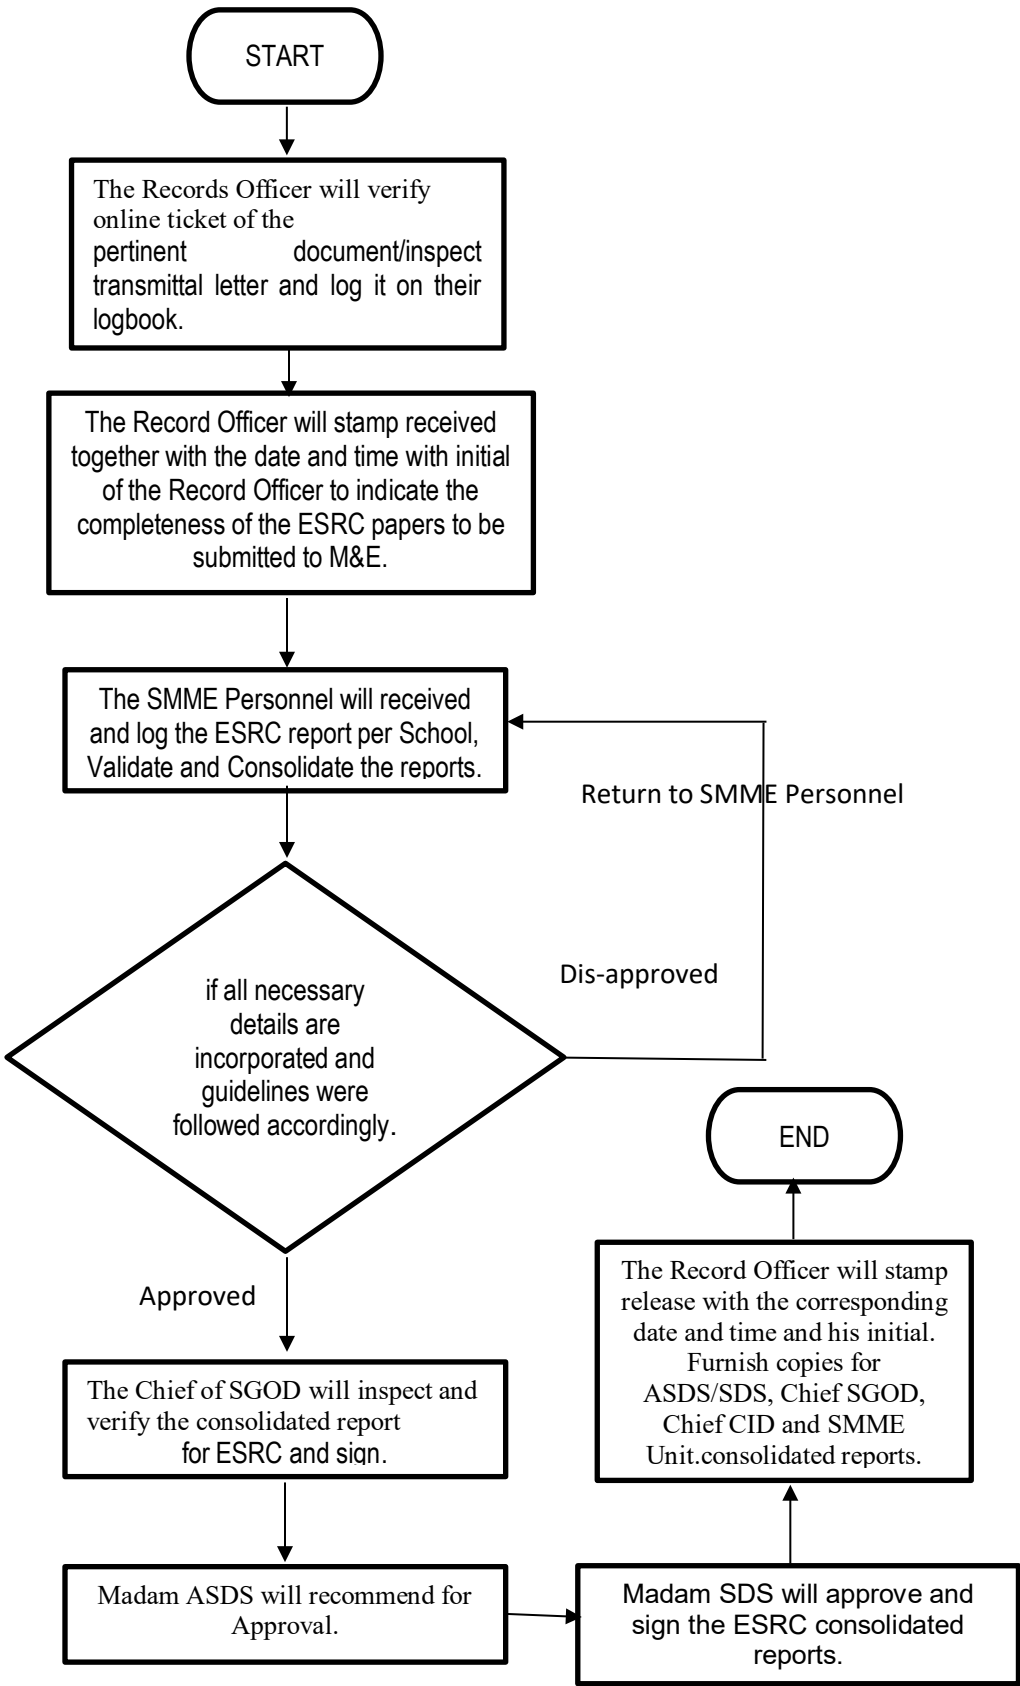 START
The Records Officer will verify
online ticket of the
pertinent document/inspect
transmittal letter and log it on their
logbook.
The Record Officer will stamp received
together with the date and time with initial
of the Record Officer to indicate the
completeness of the ESRC papers to be
submitted to M&E.
The SMME Personnel will received
and log the ESRC report per School,
Validate and Consolidate the reports.
Return to SMME Personnel
Dis-approved
if all necessary
details are
incorporated and
guidelines were
followed accordingly.
Approved
The Chief of SGOD will inspect and
verify the consolidated report
for ESRC and sign.
Madam ASDS will recommend for
Approval.
Madam SDS will approve and
sign the ESRC consolidated
reports.
The Record Officer will stamp
release with the corresponding
date and time and his initial.
Furnish copies for
ASDS/SDS, Chief SGOD,
Chief CID and SMME
Unit.consolidated reports.
END